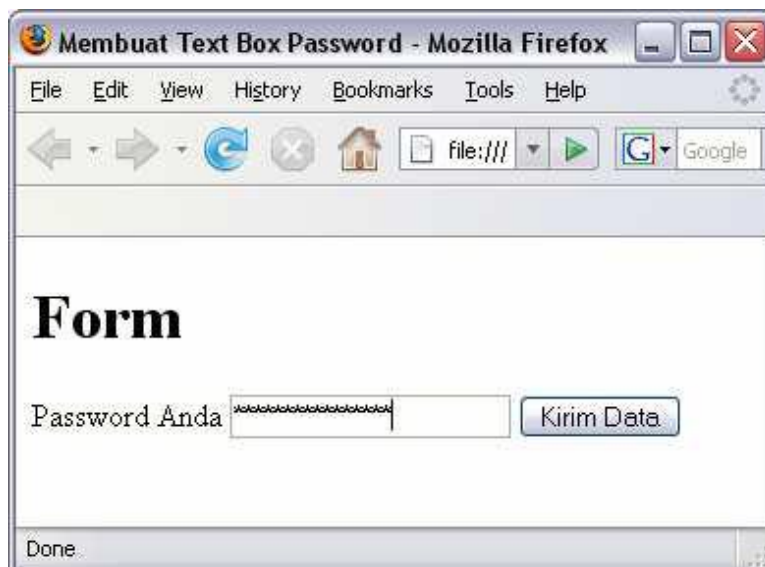 Membuat Text Box Password - Mozilla Firefox
File Edit View History Bookmarks Tools Help
file:/// G Google
Form
Password Anda ***************** Kirim Data
Done